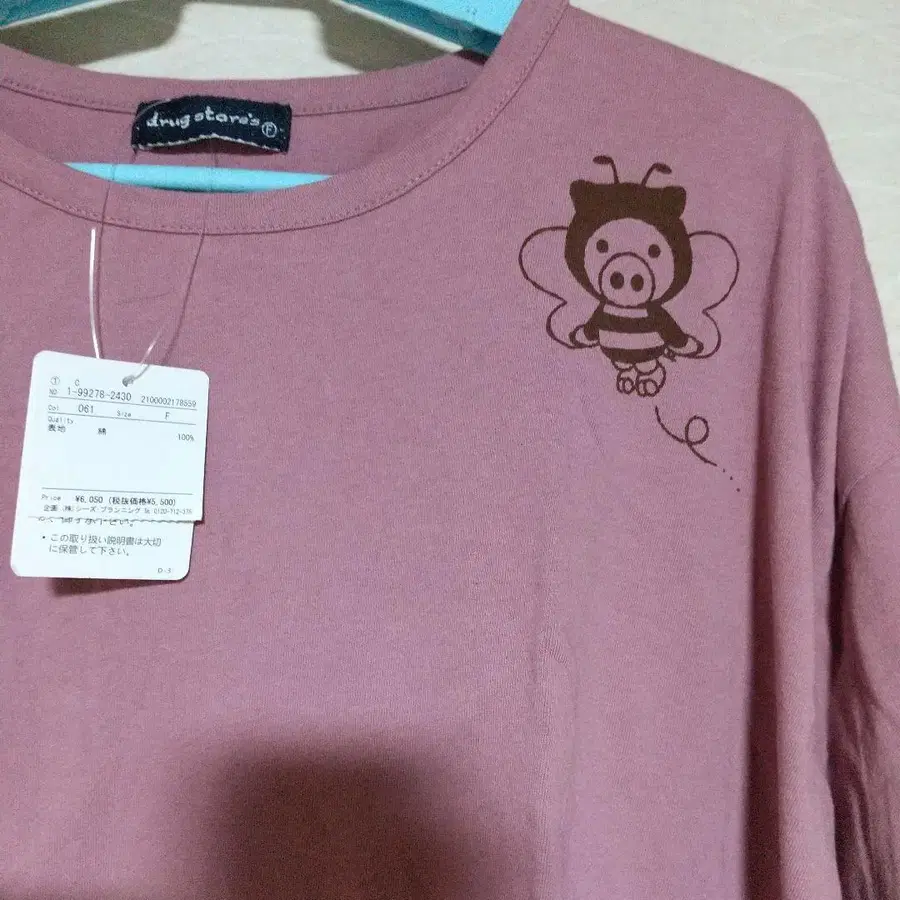 drug store's
F
① C
NO. 1-99278-2430 2100002178559
Col. 061 Size F
Quality
表地 綿 100%
Price ¥6,050 (税抜価格¥5,500)
企画 (株)シーズ プランニング
• この取り扱い説明書は大切
に保管して下さい。
D-3